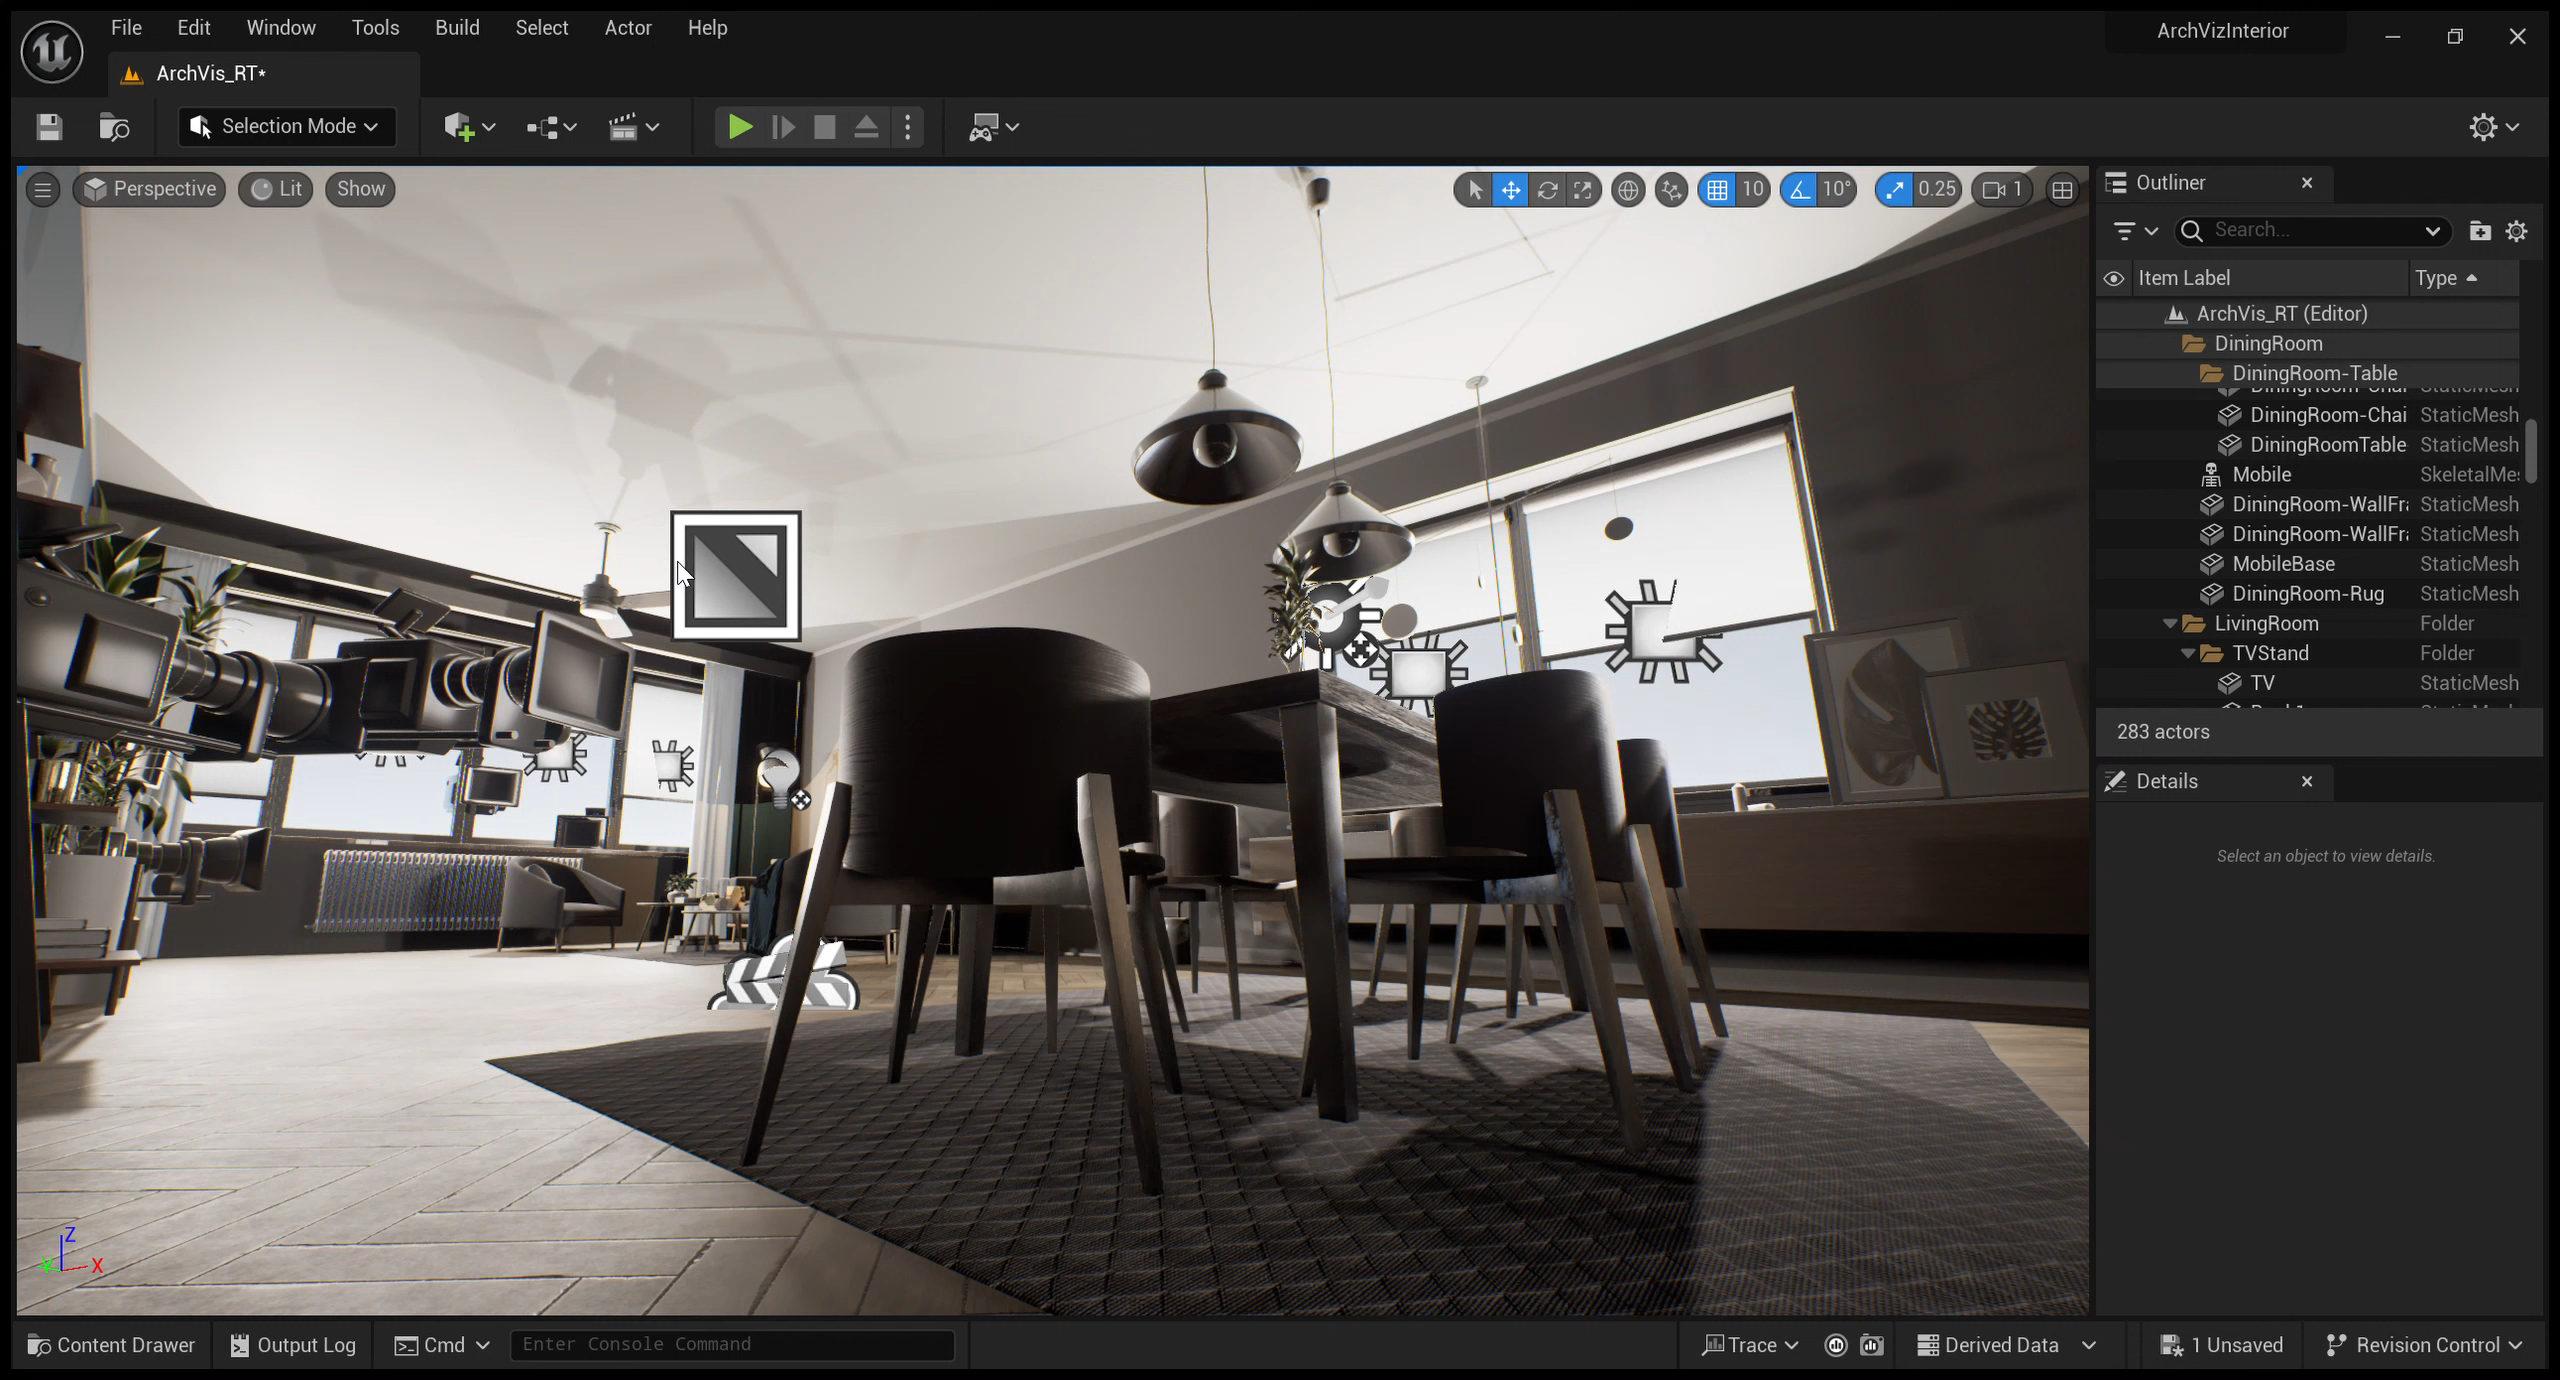 File Edit Window Tools Build Select Actor Help
ArchVizInterior
ArchVis_RT*
Selection Mode
Perspective Lit Show
10 10° 0.25 1
Outliner
Search...
Item Label Type
ArchVis_RT (Editor)
DiningRoom
DiningRoom-Table
DiningRoom-Chai StaticMesh
DiningRoomTable StaticMesh
Mobile SkeletalMe
DiningRoom-WallFr StaticMesh
DiningRoom-WallFr StaticMesh
MobileBase StaticMesh
DiningRoom-Rug StaticMesh
LivingRoom Folder
TVStand Folder
TV StaticMesh
283 actors
Details
Select an object to view details.
Z
Y X
Content Drawer Output Log Cmd Enter Console Command Trace Derived Data 1 Unsaved Revision Control